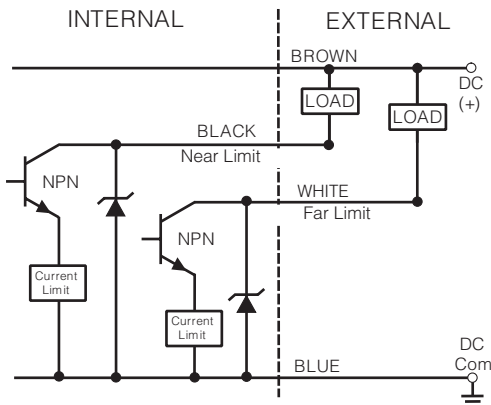 INTERNAL
EXTERNAL
BROWN
DC
(+)
LOAD
LOAD
BLACK
Near Limit
NPN
WHITE
Far Limit
NPN
Current
Limit
Current
Limit
BLUE
DC
Com